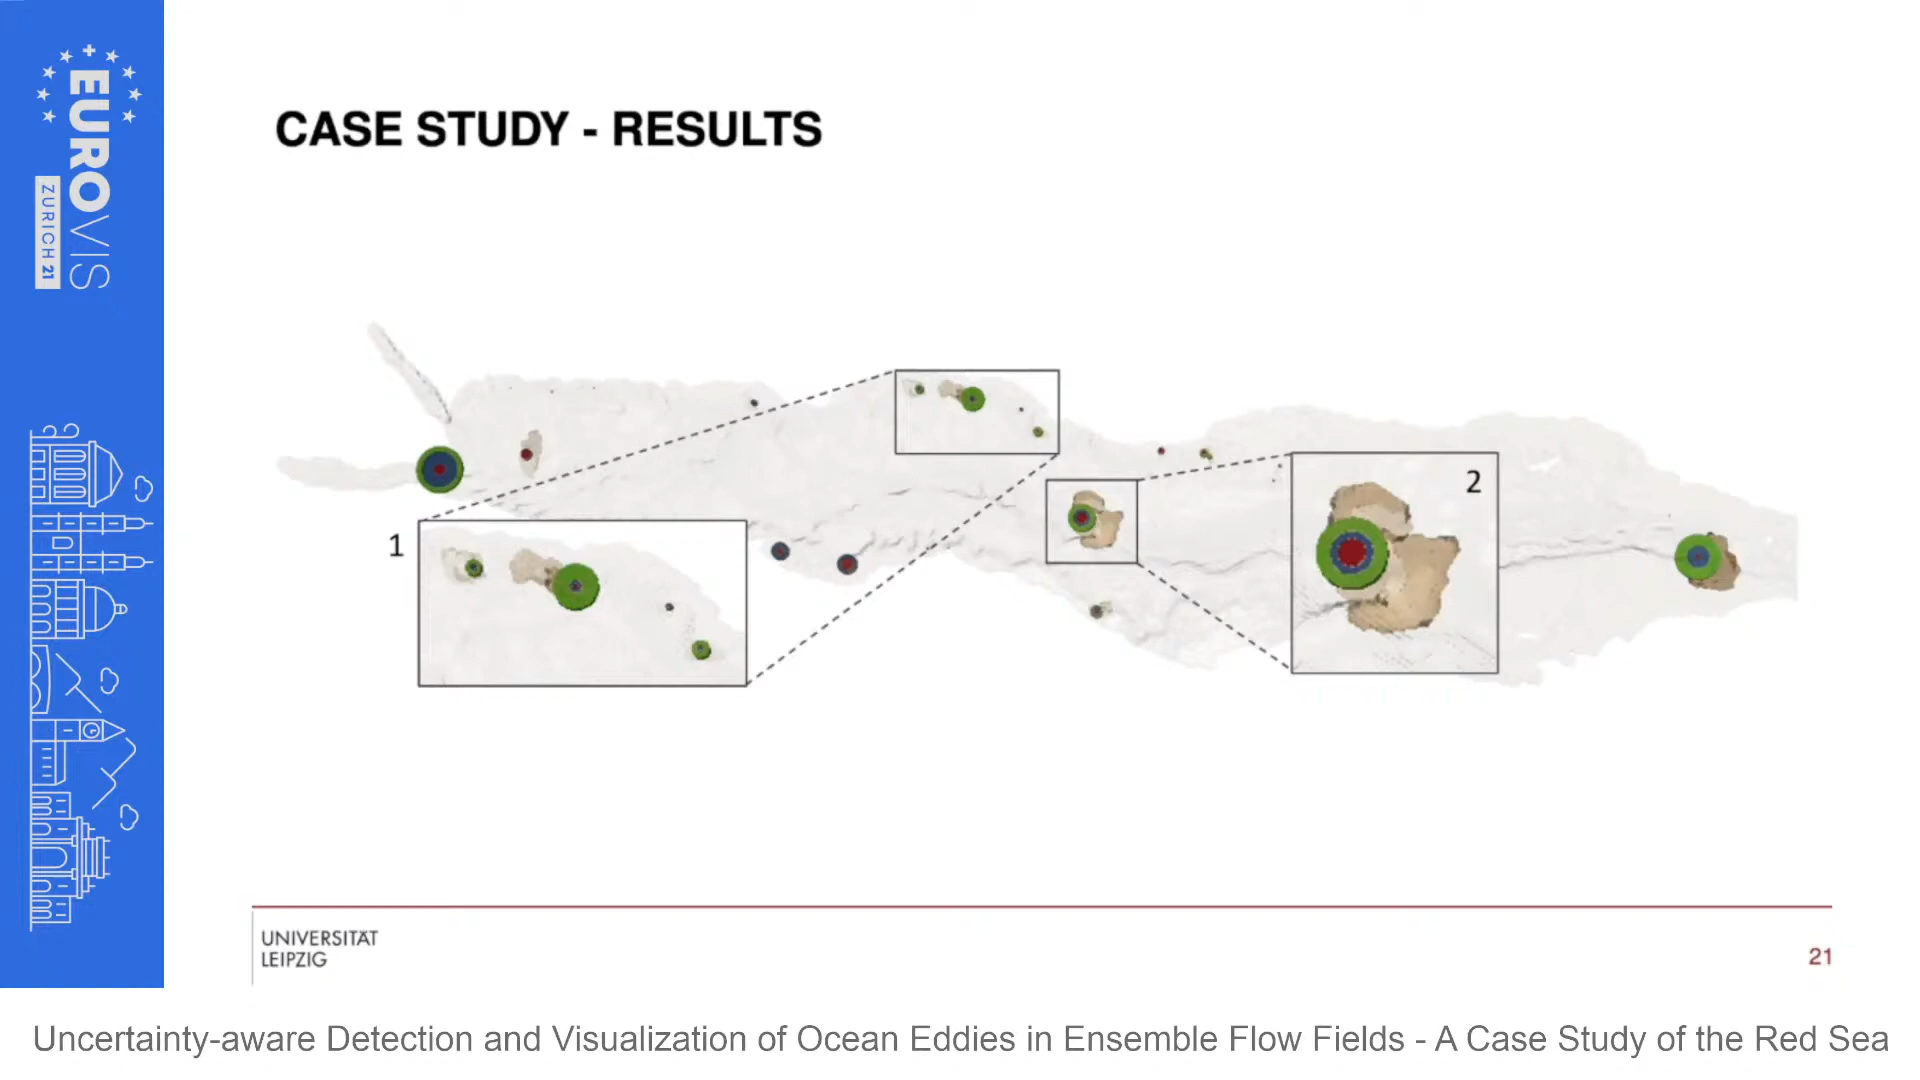 EUROVIS
ZURICH 21
CASE STUDY - RESULTS
1
2
UNIVERSITÄT
LEIPZIG
21
Uncertainty-aware Detection and Visualization of Ocean Eddies in Ensemble Flow Fields - A Case Study of the Red Sea